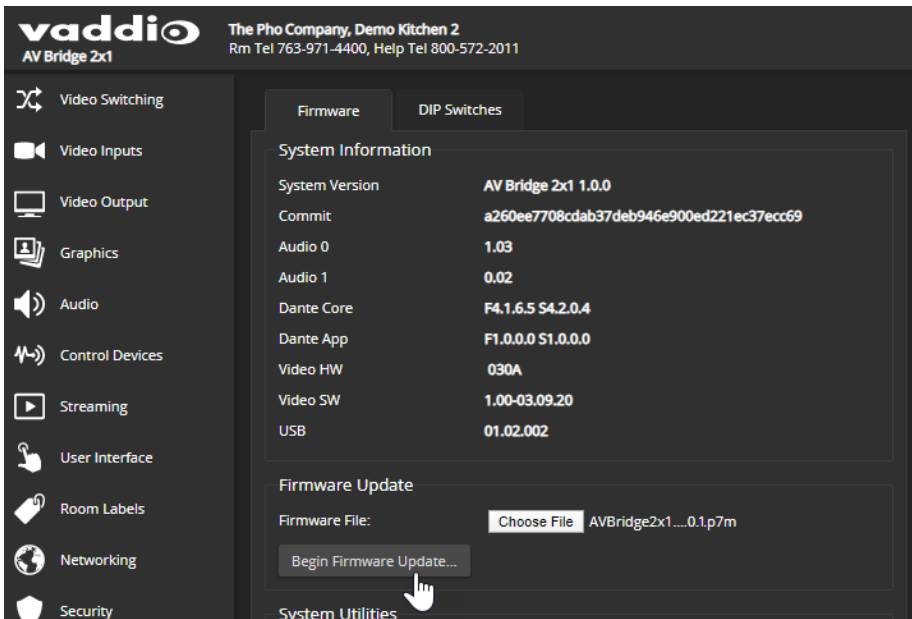 vaddio
AV Bridge 2x1
The Pho Company, Demo Kitchen 2
Rm Tel 763-971-4400, Help Tel 800-572-2011
Video Switching
Video Inputs
Video Output
Graphics
Audio
Control Devices
Streaming
User Interface
Room Labels
Networking
Security
Firmware
DIP Switches
System Information
System Version AV Bridge 2x1 1.0.0
Commit a260ee7708cdab37deb946e900ed221ec37ecc69
Audio 0 1.03
Audio 1 0.02
Dante Core F4.1.6.5 S4.2.0.4
Dante App F1.0.0.0 S1.0.0.0
Video HW 030A
Video SW 1.00-03.09.20
USB 01.02.002
Firmware Update
Firmware File: Choose File AVBridge2x1....0.1.p7m
Begin Firmware Update...
System Utilities